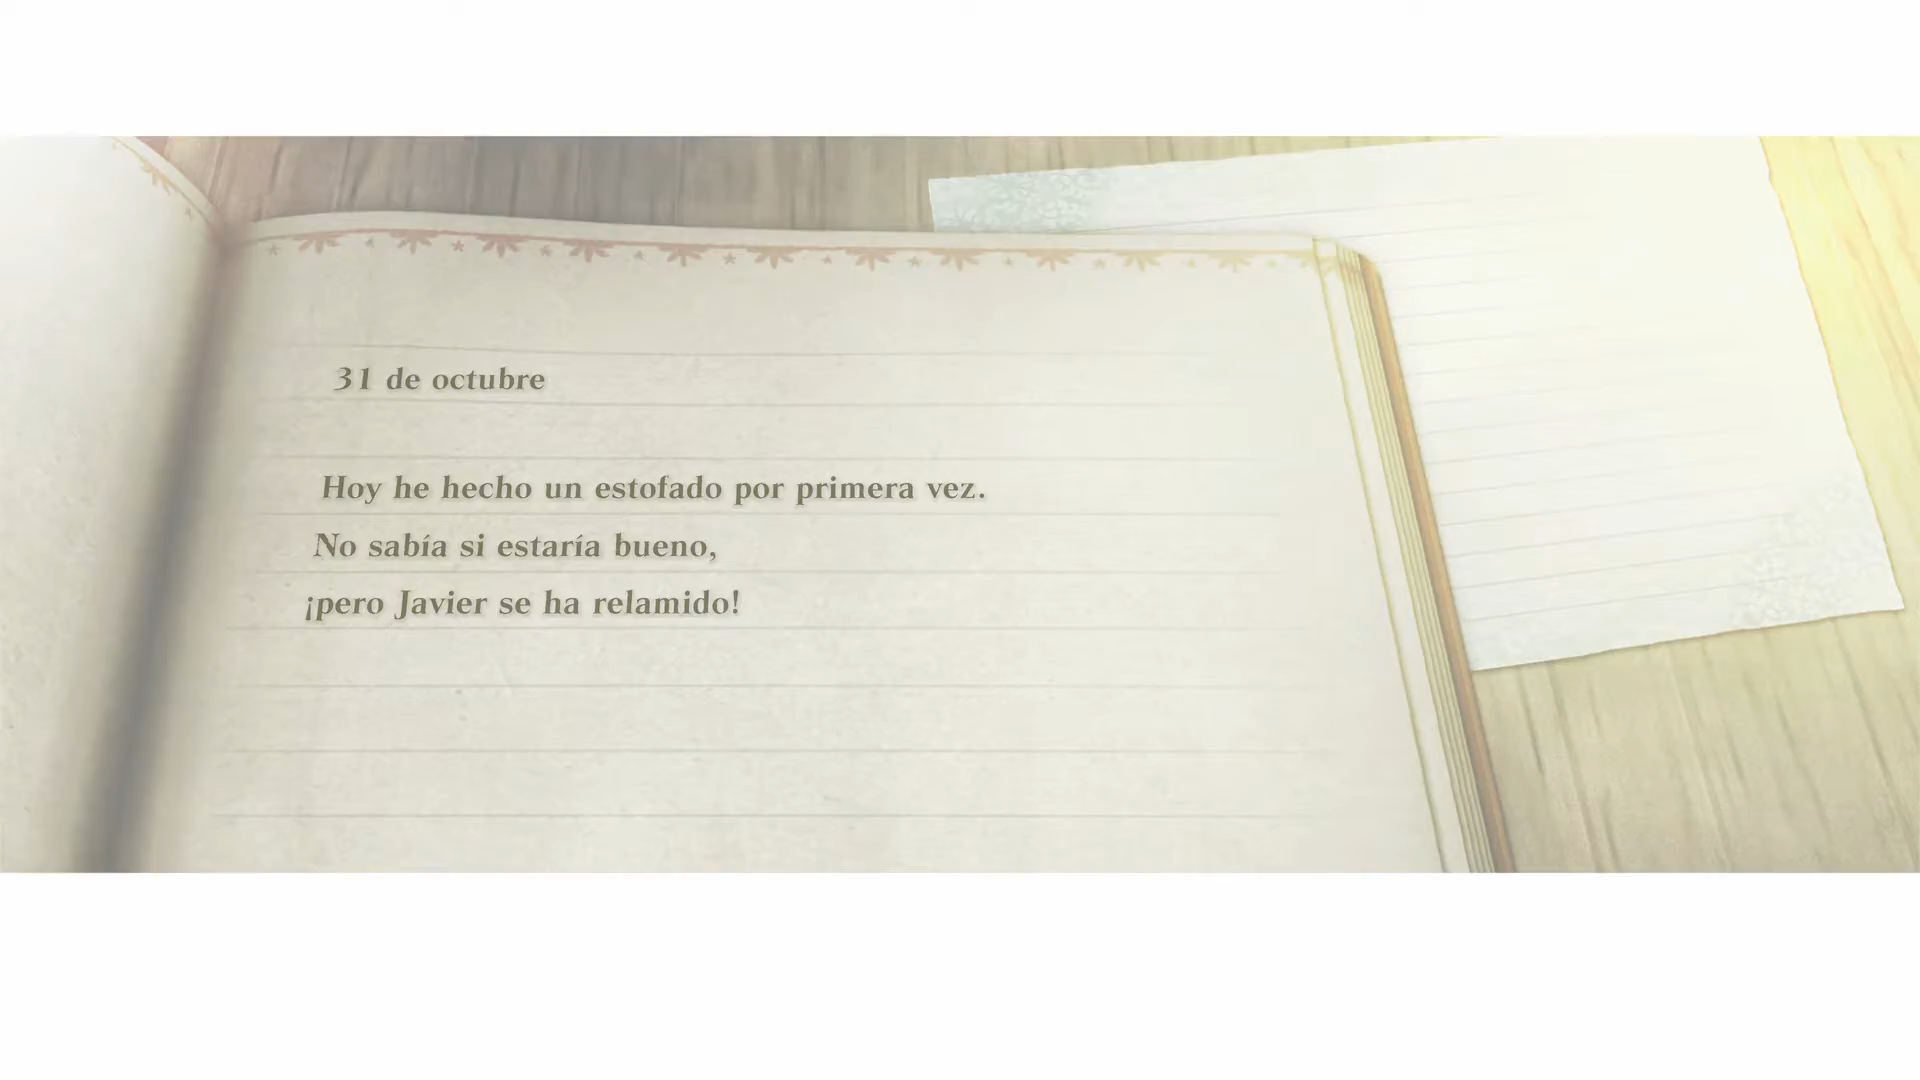 31 de octubre
Hoy he hecho un estofado por primera vez.
No sabía si estaría bueno,
¡pero Javier se ha relamido!